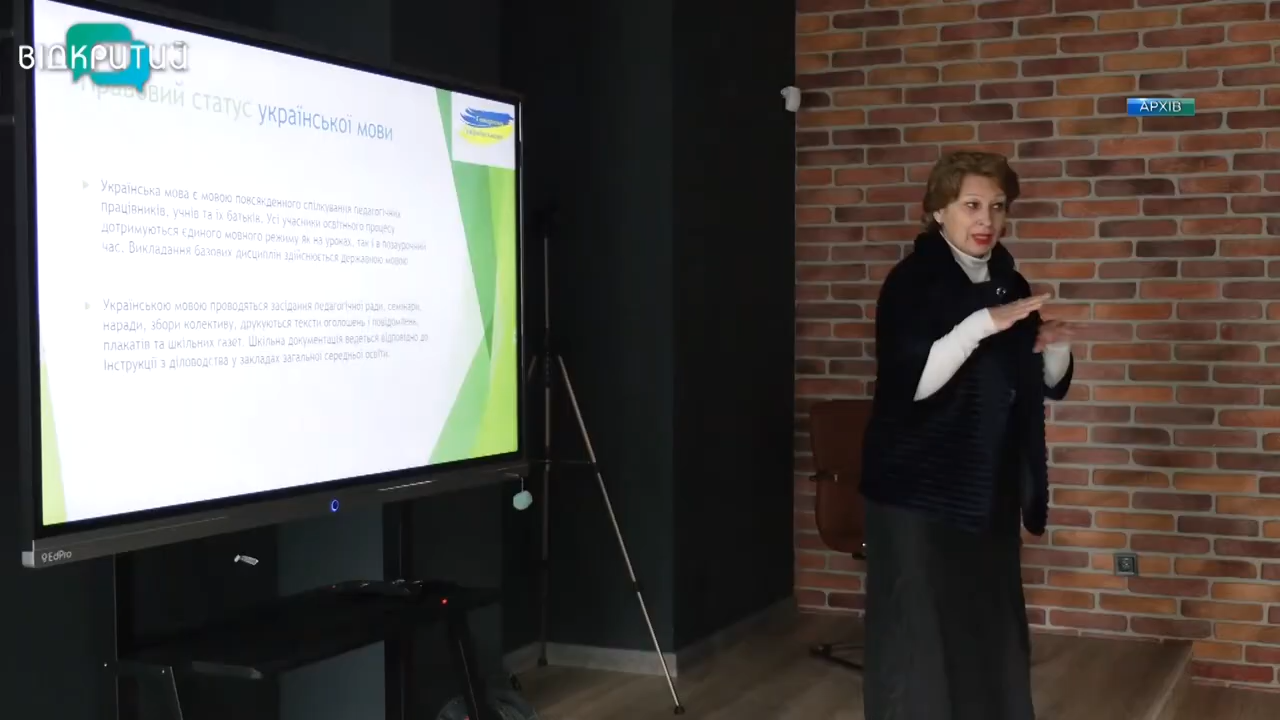 ВІДКРИТИЙ
АРХІВ
Правовий статус української мови
Українська мова є мовою повсякденного спілкування педагогічних
працівників, учнів та їх батьків. Усі учасники освітнього процесу
дотримуються єдиного мовного режиму як на уроках, так і в позаурочний
час. Викладання базових дисциплін здійснюється державною мовою
Українською мовою проводяться засідання педагогічної ради, семінари,
наради, збори колективу, друкуються тексти оголошень і повідомлень,
плакатів та шкільних газет. Шкільна документація ведеться відповідно до
Інструкції з діловодства у закладах загальної середньої освіти.
EdPro